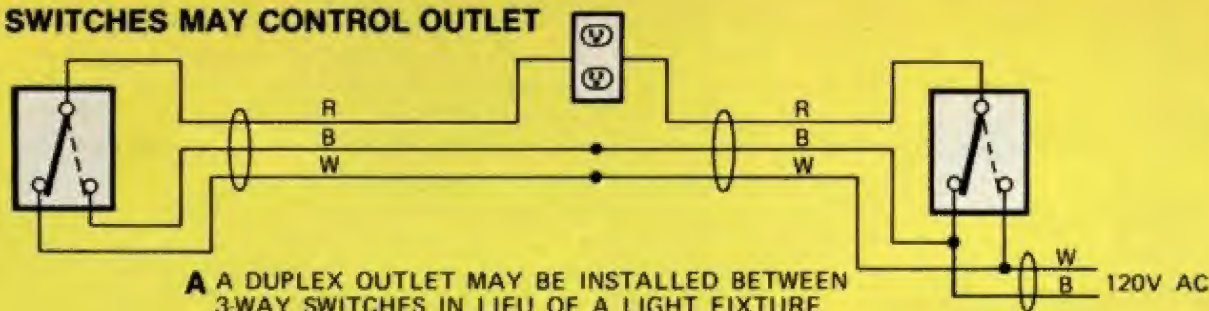 SWITCHES MAY CONTROL OUTLET
R
B
W
R
B
W
W
B 120V AC
A A DUPLEX OUTLET MAY BE INSTALLED BETWEEN
3-WAY SWITCHES IN LIEU OF A LIGHT FIXTURE